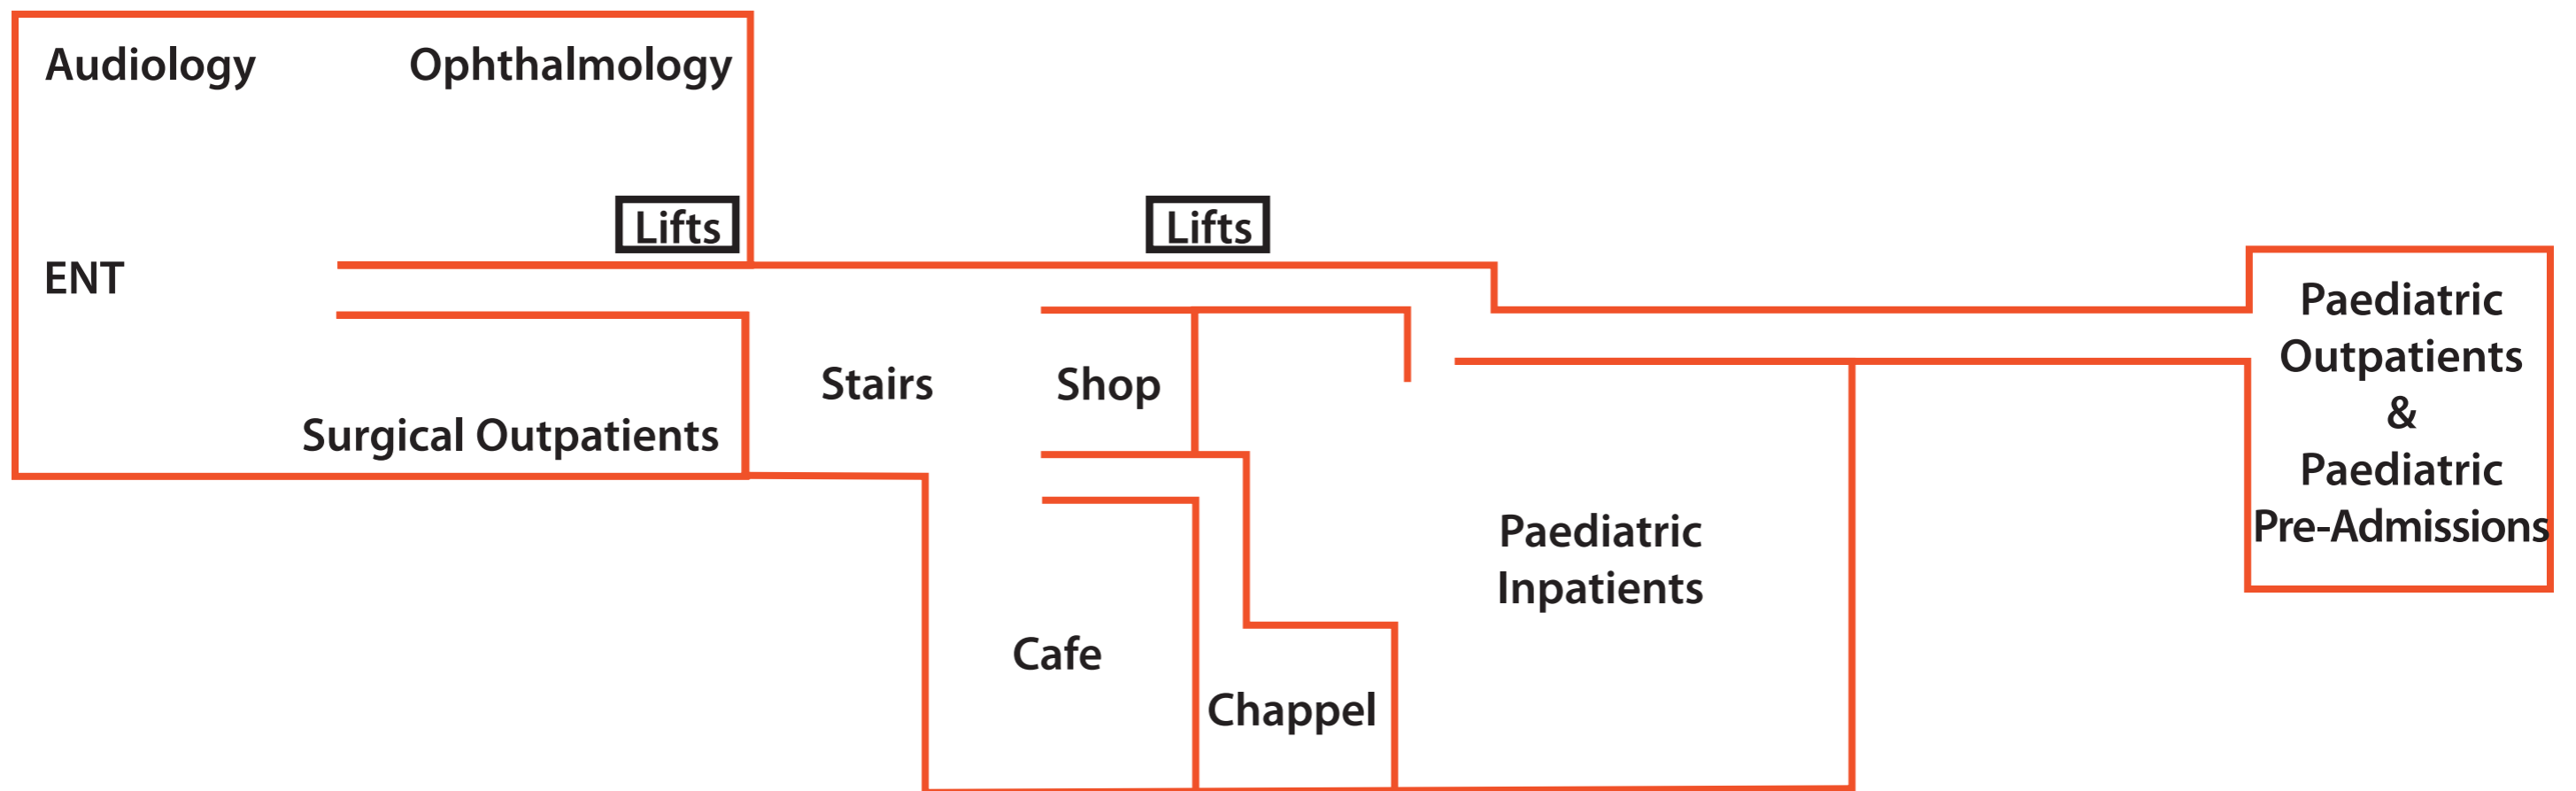 Audiology
Ophthalmology
Lifts
Lifts
ENT
Stairs
Shop
Surgical Outpatients
Paediatric
Outpatients
&
Paediatric
Pre-Admissions
Paediatric
Inpatients
Cafe
Chappel